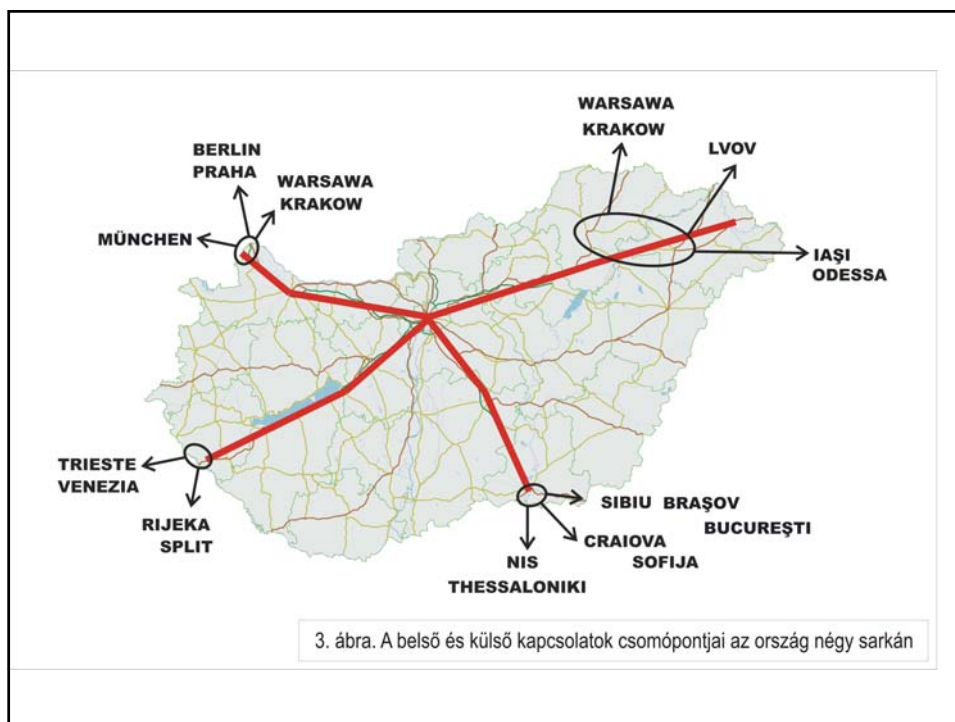 WARSAWA
KRAKOW
LVOV
BERLIN
PRAHA
WARSAWA
KRAKOW
MÜNCHEN
IAŞI
ODESSA
TRIESTE
VENEZIA
RIJEKA
SPLIT
SIBIU BRAŞOV
BUCUREŞTI
CRAIOVA
SOFIJA
NIS
THESSALONIKI
3. ábra. A belső és külső kapcsolatok csomópontjai az ország négy sarkán